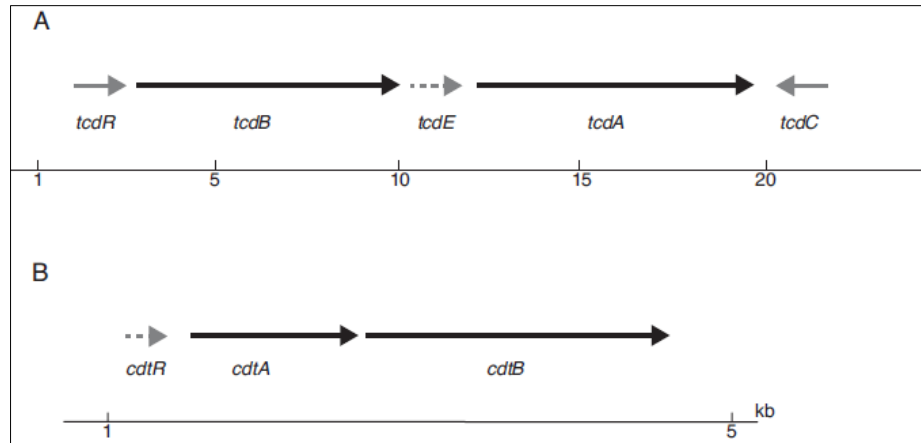 A
tcdR tcdB tcdE tcdA tcdC
1 5 10 15 20
B
cdtR cdtA cdtB
kb
1 5